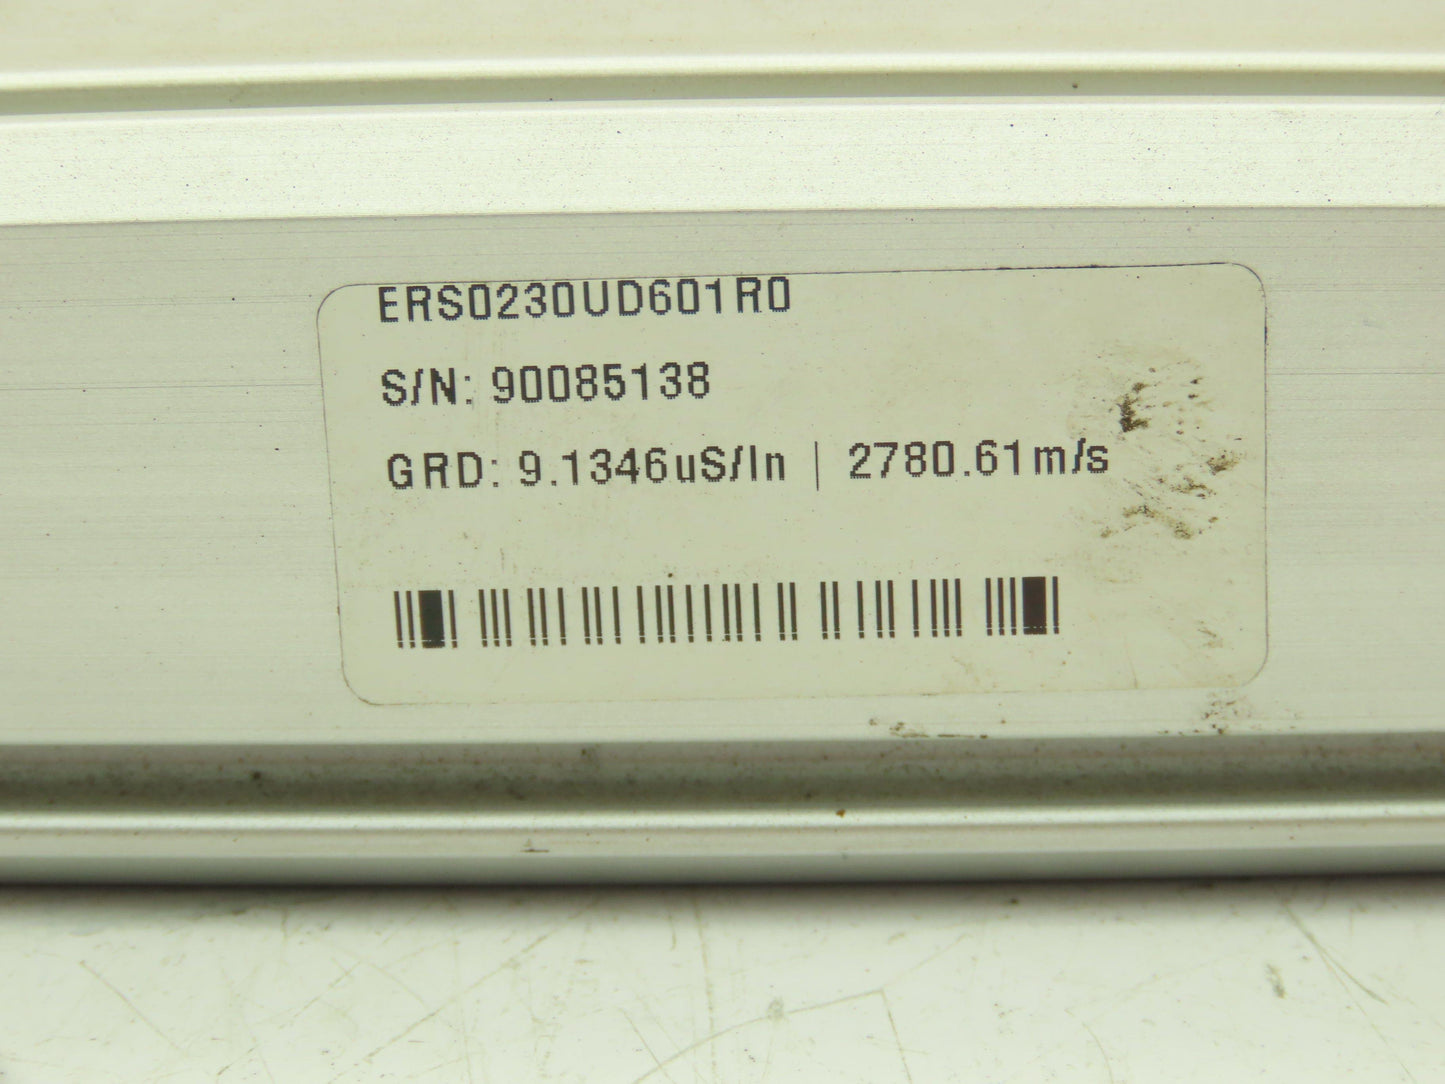 ERS0230UD601R0
S/N: 90085138
GRD: 9.1346uS/In | 2780.61m/s